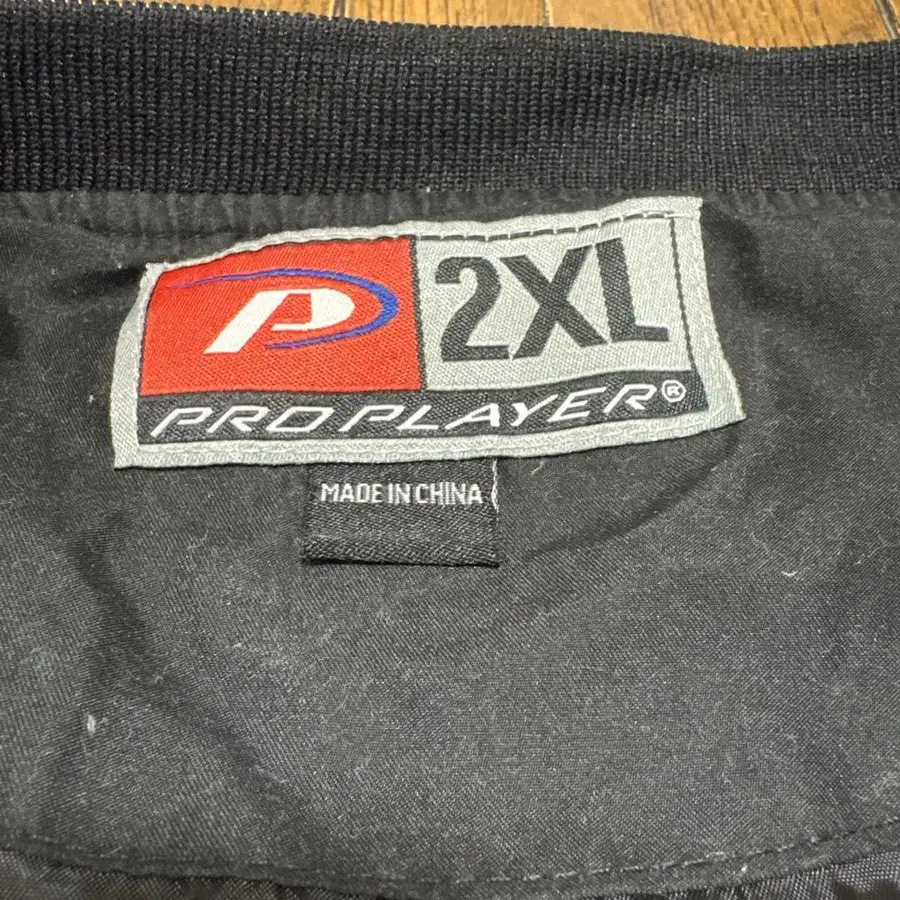 P 2XL
PRO PLAYER®
MADE IN CHINA